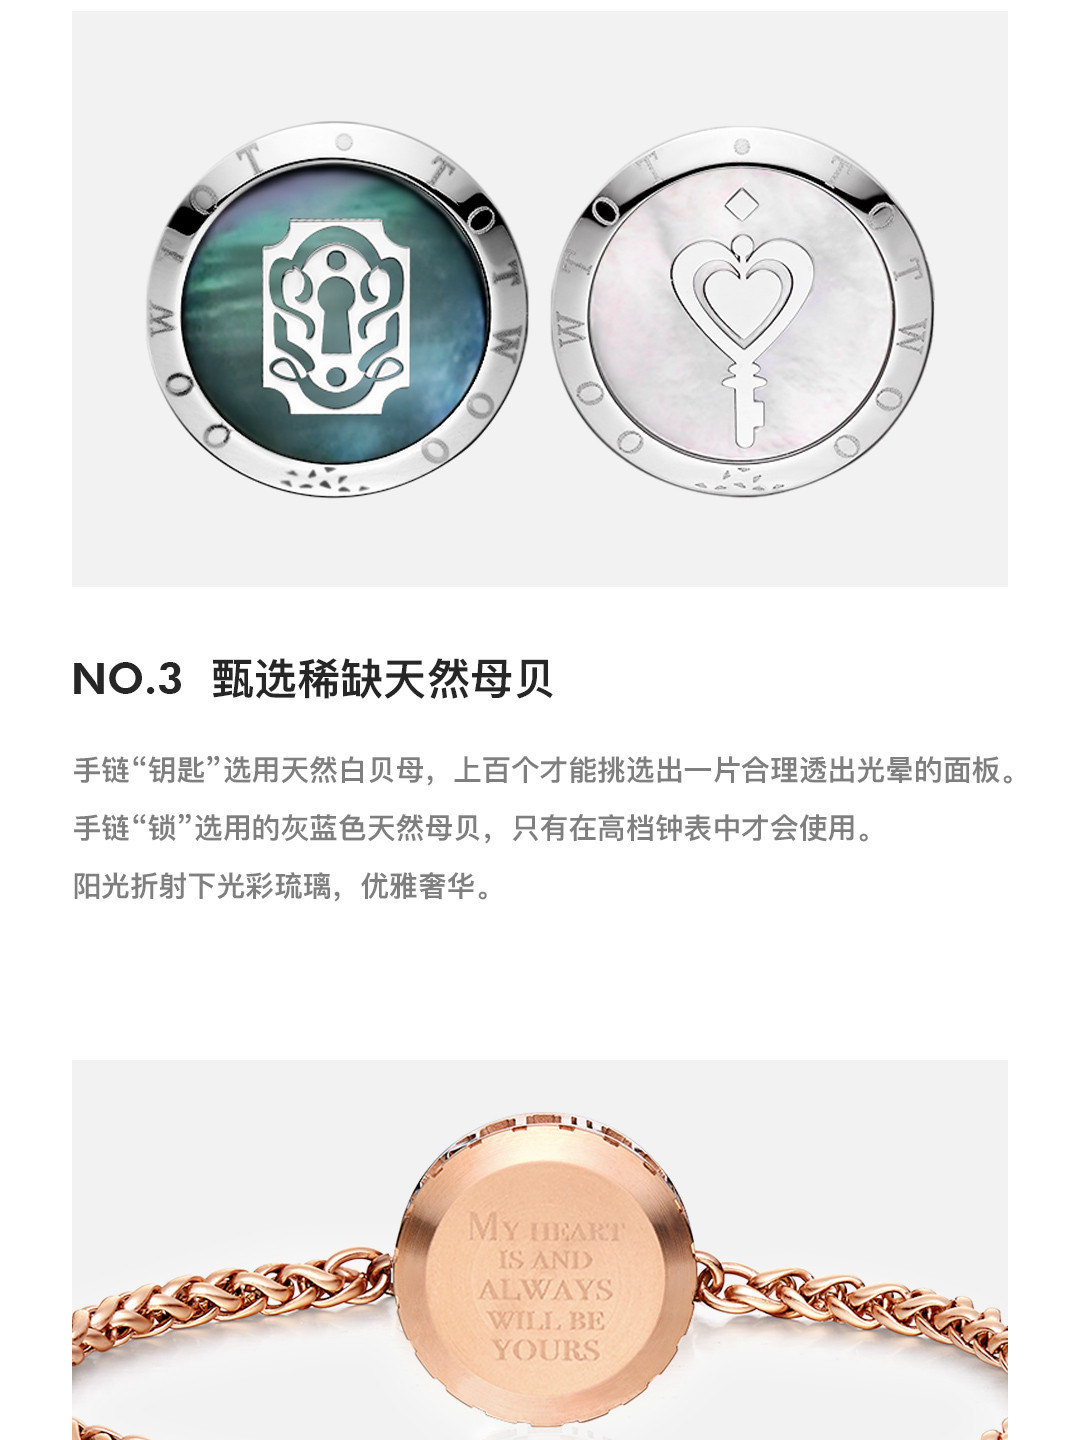 TOTWOO
TOTWOO
TOTWOO
TOTWOO
NO.3 甄选稀缺天然母贝
手链“钥匙”选用天然白贝母，上百个才能挑选出一片合理透出光晕的面板。
手链“锁”选用的灰蓝色天然母贝，只有在高档钟表中才会使用。
阳光折射下光彩琉璃，优雅奢华。
MY HEART
IS AND
ALWAYS
WILL BE
YOURS